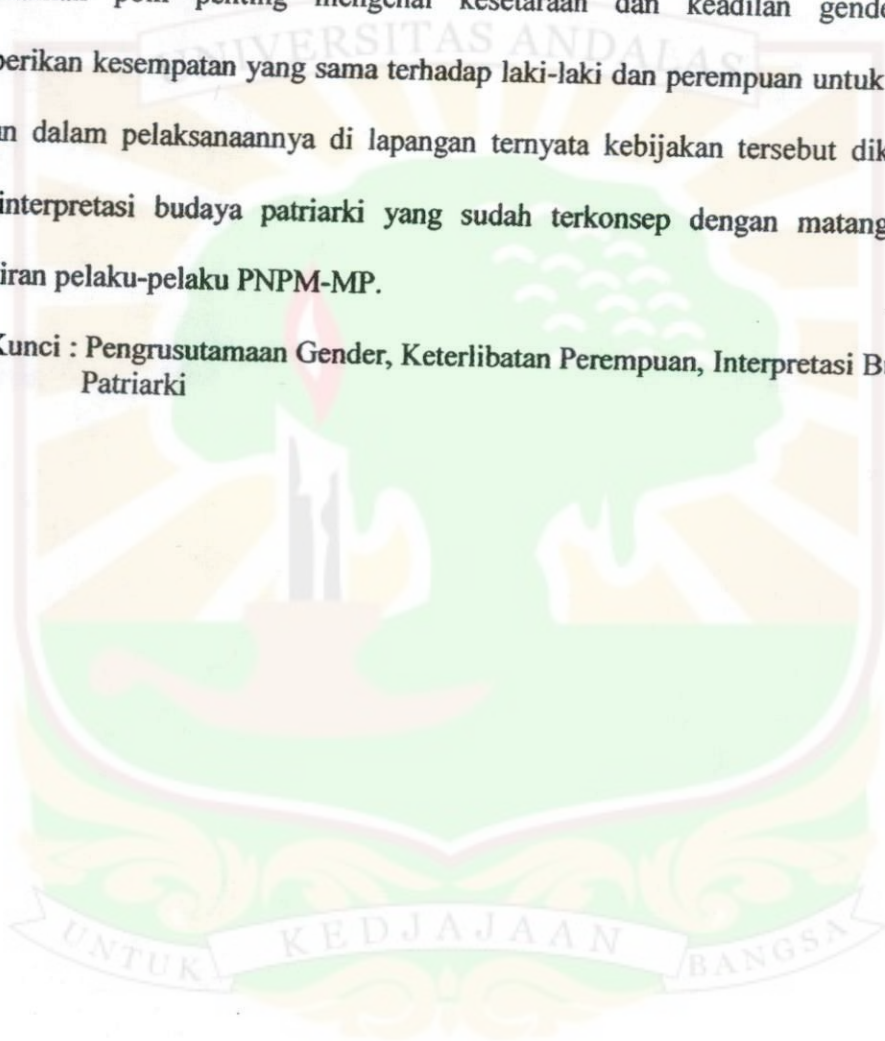 poin penting mengenai kesetaraan dan keadilan gende
UNIVERSITAS ANDALAS
berikan kesempatan yang sama terhadap laki-laki dan perempuan untuk
n dalam pelaksanaannya di lapangan ternyata kebijakan tersebut dik
interpretasi budaya patriarki yang sudah terkonsep dengan matang
iran pelaku-pelaku PNPM-MP.
Kunci : Pengrusutamaan Gender, Keterlibatan Perempuan, Interpretasi B
Patriarki
UNTUK KEDJAJAAN BANGSA